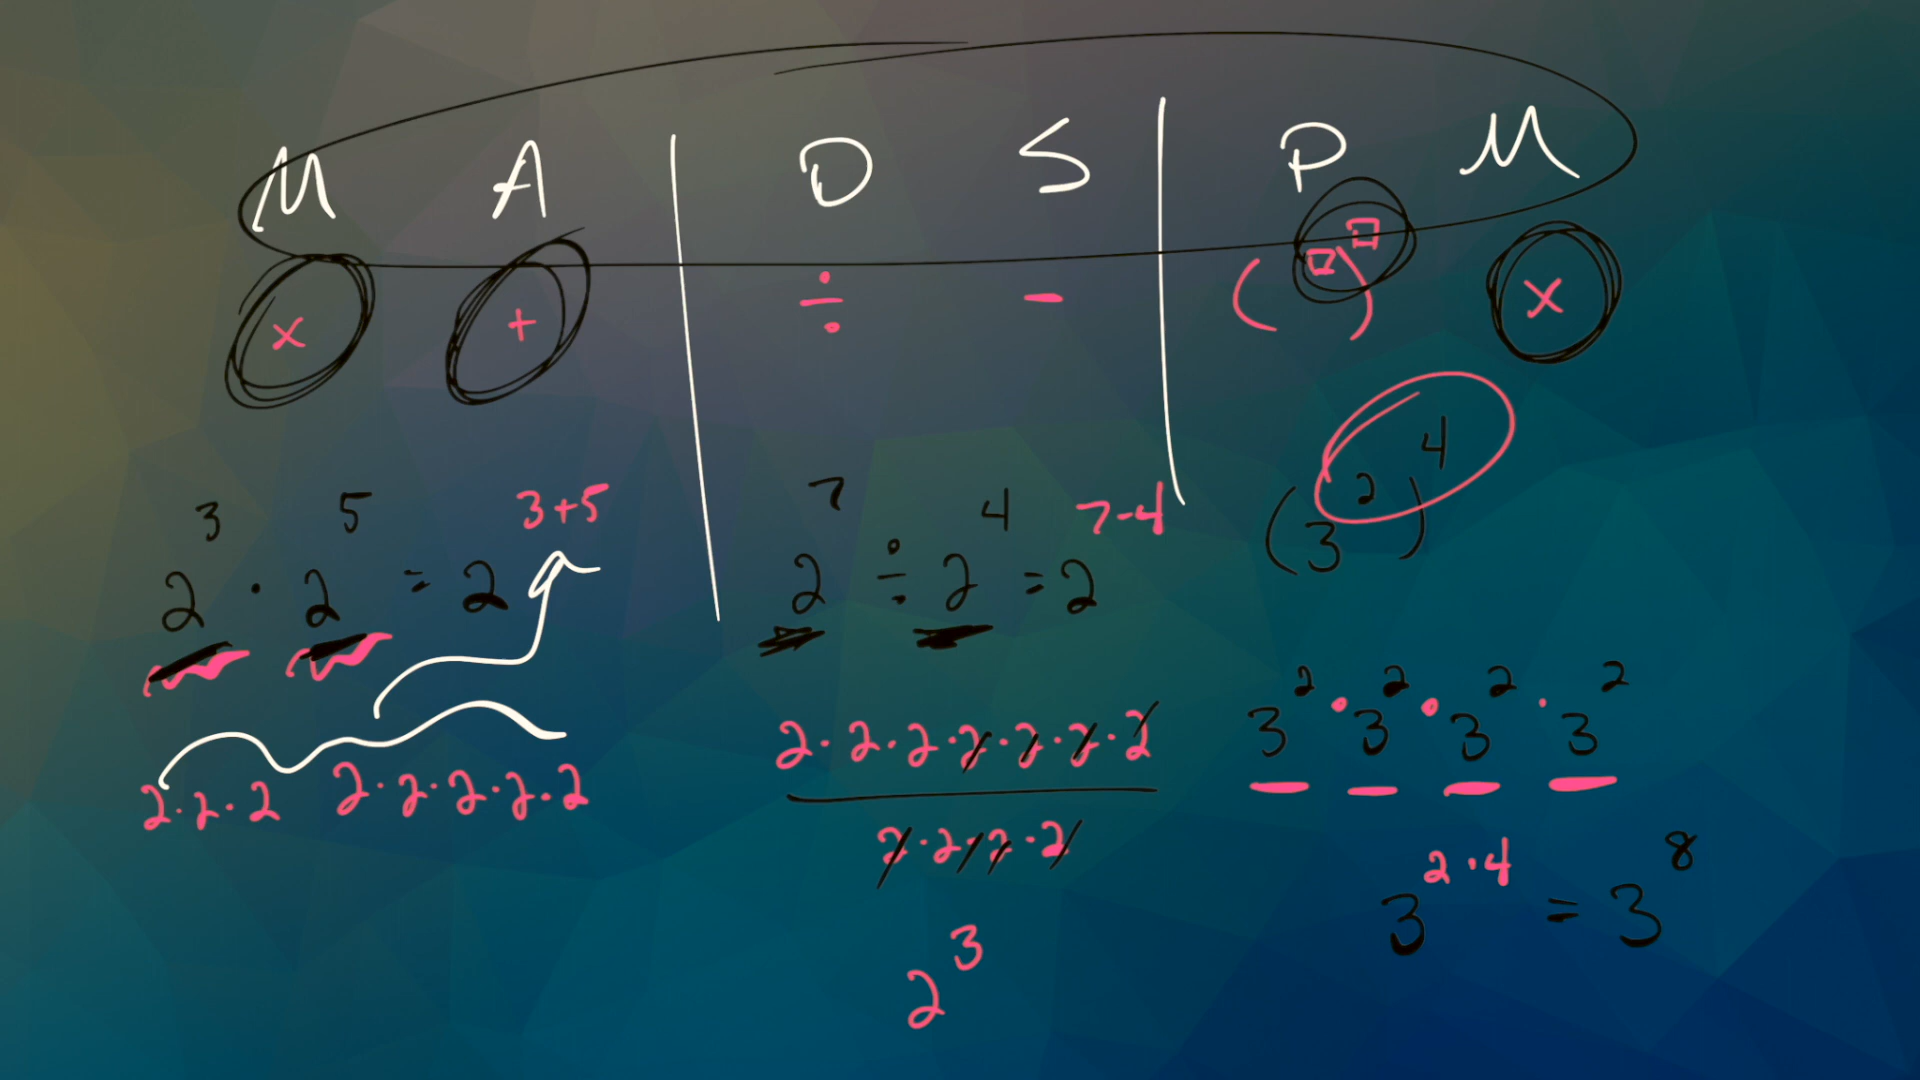 M A | D S | P M
× + ÷ - (□)^□ ×
2^3 · 2^5 = 2^(3+5)
2·2·2 2·2·2·2·2
2^7 ÷ 2^4 = 2^(7-4)
2·2·2·2·2·2·2
2·2·2·2
2^3
(3^2)^4
3^2 · 3^2 · 3^2 · 3^2
3^(2·4) = 3^8